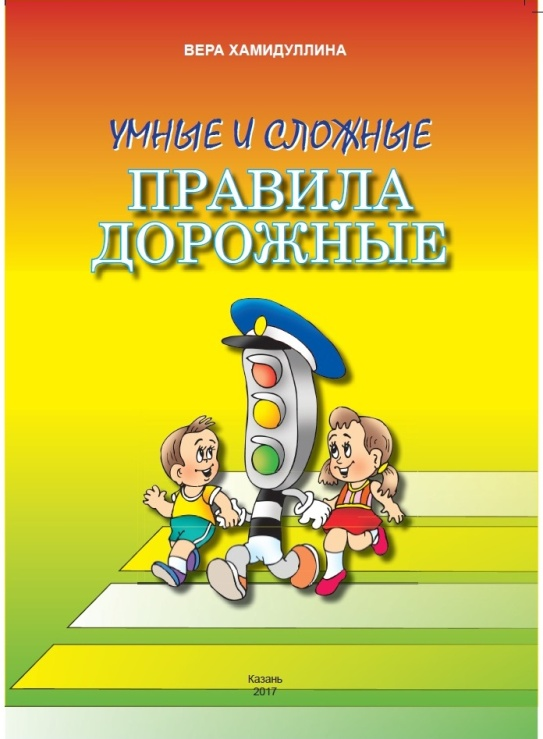 ВЕРА ХАМИДУЛЛИНА
УМНЫЕ И СЛОЖНЫЕ
ПРАВИЛА
ДОРОЖНЫЕ
Казань
2017